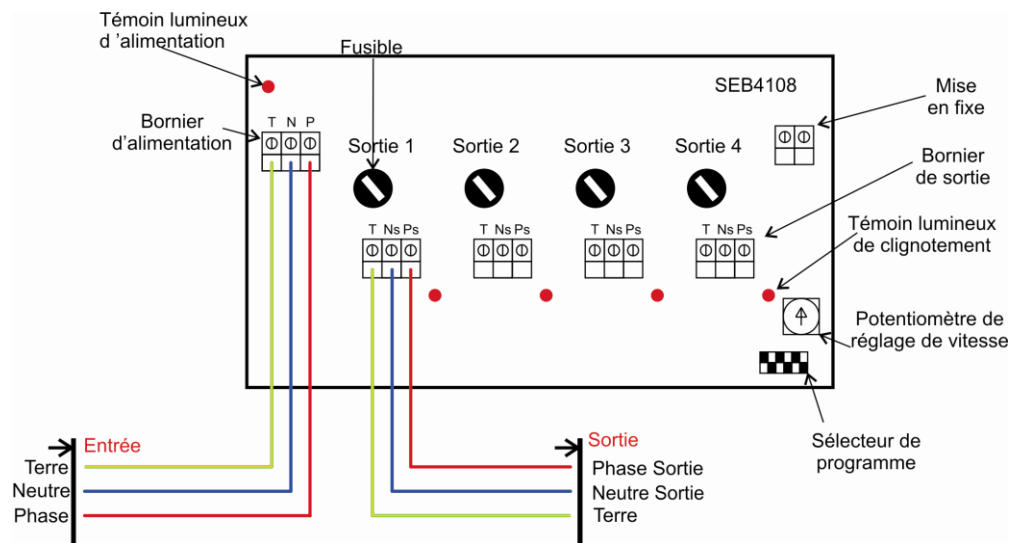 Témoin lumineux
d ’alimentation
Fusible
SEB4108
Mise
en fixe
Bornier
d’alimentation
T N P
Sortie 1
Sortie 2
Sortie 3
Sortie 4
Bornier
de sortie
T Ns Ps
T Ns Ps
T Ns Ps
T Ns Ps
Témoin lumineux
de clignotement
Potentiomètre de
réglage de vitesse
Sélecteur de
programme
Entrée
Terre
Neutre
Phase
Sortie
Phase Sortie
Neutre Sortie
Terre